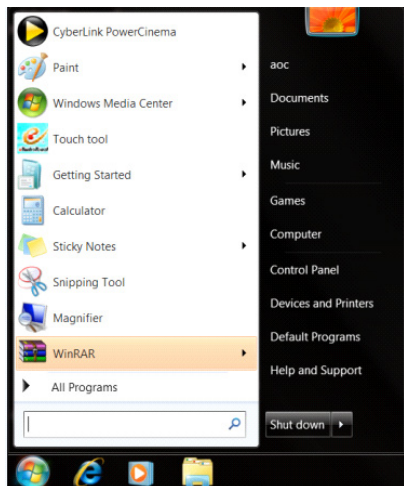 CyberLink PowerCinema
Paint
Windows Media Center
Touch tool
Getting Started
Calculator
Sticky Notes
Snipping Tool
Magnifier
WinRAR
All Programs
aoc
Documents
Pictures
Music
Games
Computer
Control Panel
Devices and Printers
Default Programs
Help and Support
Shut down